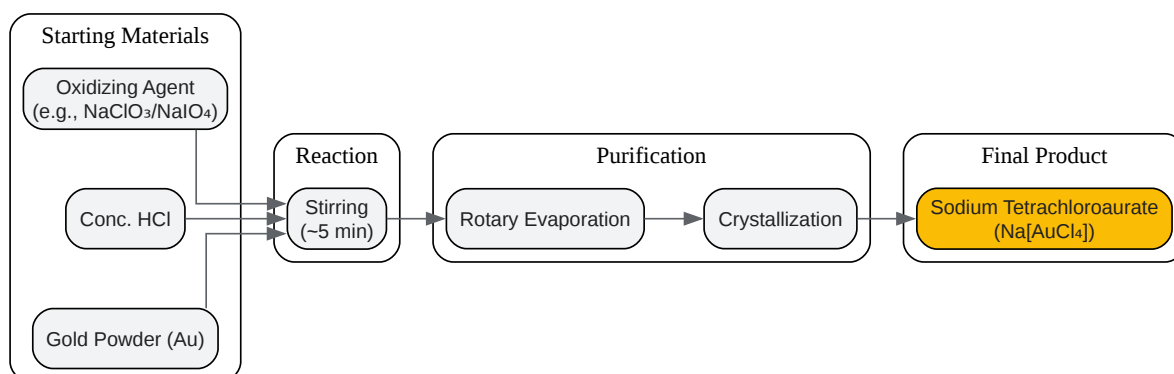 Starting Materials
Oxidizing Agent
(e.g., NaClO₃/NaIO₄)
Conc. HCl
Gold Powder (Au)
Reaction
Stirring
(~5 min)
Purification
Rotary Evaporation
Crystallization
Final Product
Sodium Tetrachloroaurate
(Na[AuCl₄])